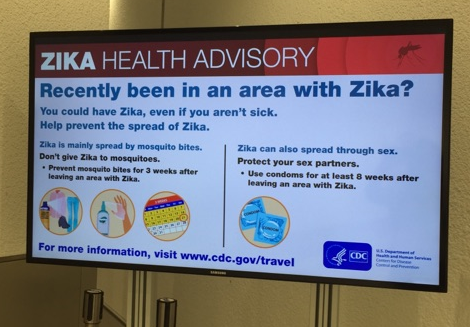 ZIKA HEALTH ADVISORY
Recently been in an area with Zika?
You could have Zika, even if you aren't sick.
Help prevent the spread of Zika.
Zika is mainly spread by mosquito bites.
Don't give Zika to mosquitoes.
• Prevent mosquito bites for 3 weeks after
leaving an area with Zika.
Zika can also spread through sex.
Protect your sex partners.
• Use condoms for at least 8 weeks after
leaving an area with Zika.
For more information, visit www.cdc.gov/travel
CDC
U.S. Department of
Health and Human Services
Centers for Disease
Control and Prevention
SAMSUNG